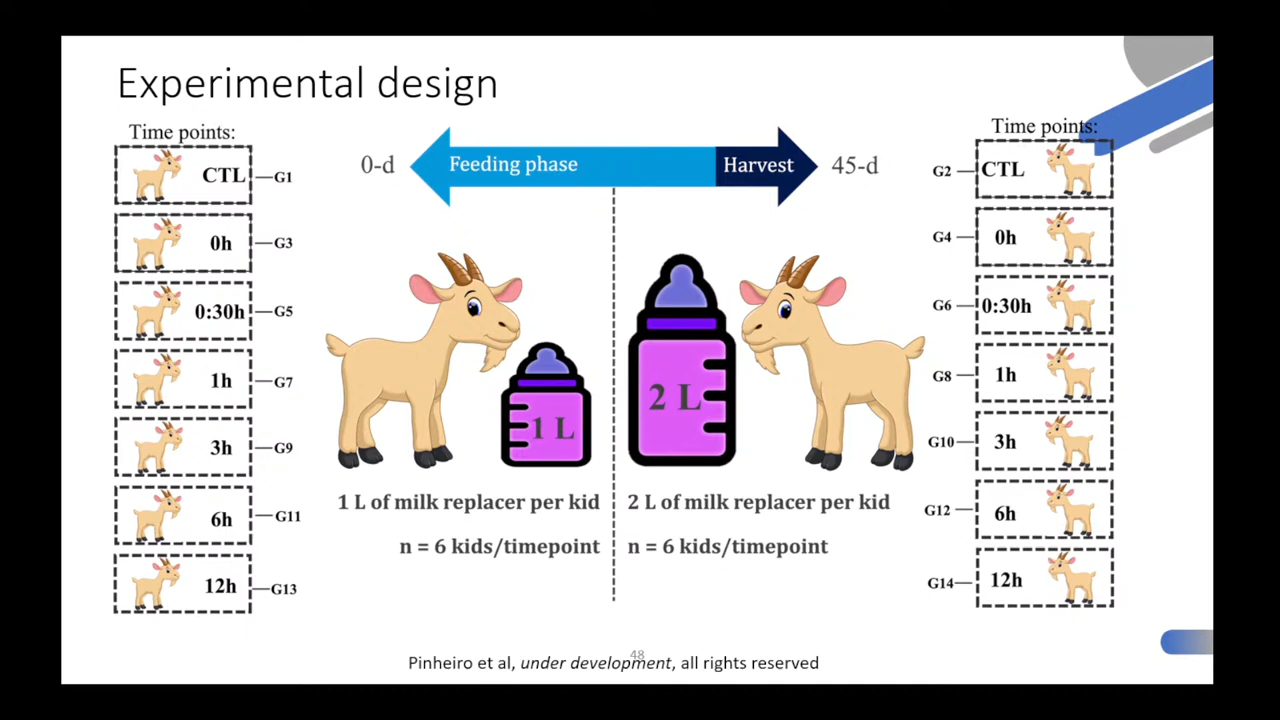 Experimental design
Time points:
CTL
G1
0h
G3
0:30h
G5
1h
G7
3h
G9
6h
G11
12h
G13
0-d
Feeding phase
Harvest
45-d
1 L
2 L
1 L of milk replacer per kid
n = 6 kids/timepoint
2 L of milk replacer per kid
n = 6 kids/timepoint
Time points:
G2
CTL
G4
0h
G6
0:30h
G8
1h
G10
3h
G12
6h
G14
12h
48
Pinheiro et al, under development, all rights reserved